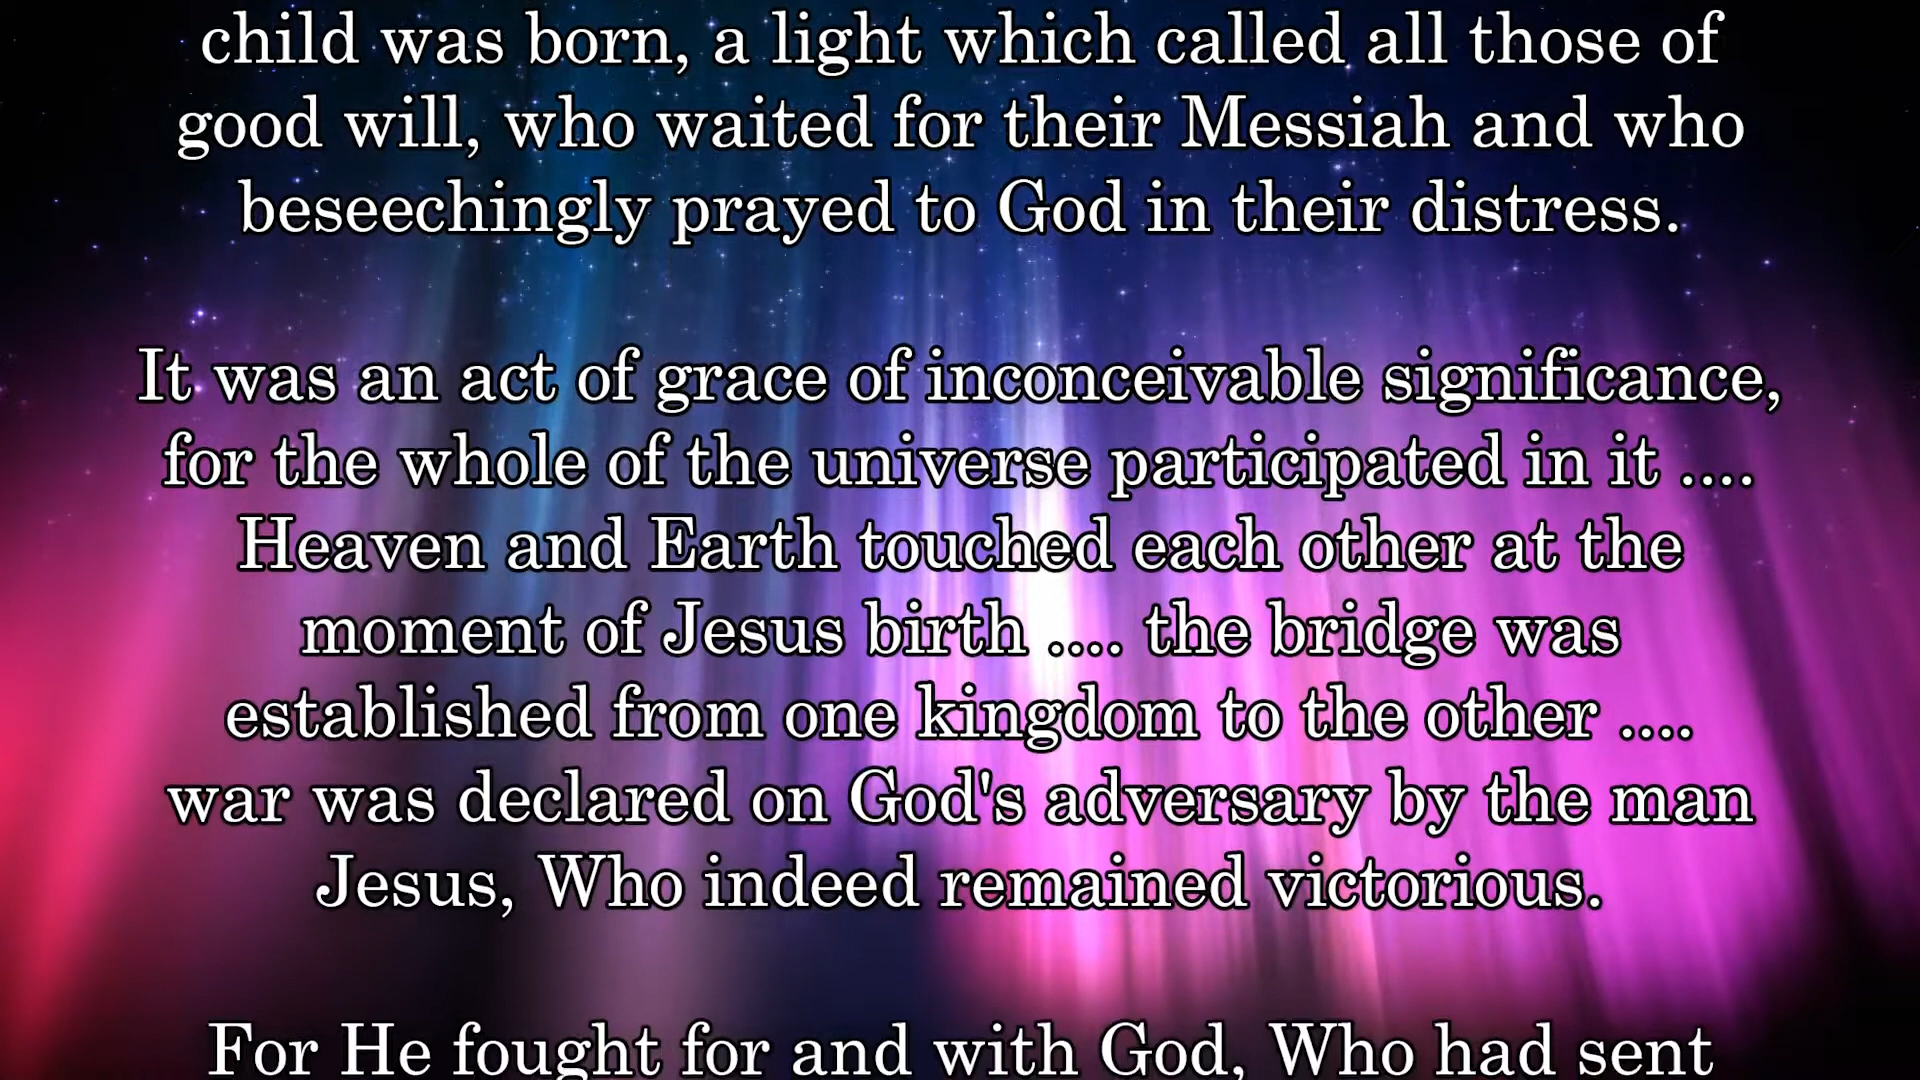 child was born, a light which called all those of
good will, who waited for their Messiah and who
beseechingly prayed to God in their distress.
It was an act of grace of inconceivable significance,
for the whole of the universe participated in it ....
Heaven and Earth touched each other at the
moment of Jesus birth .... the bridge was
established from one kingdom to the other ....
war was declared on God's adversary by the man
Jesus, Who indeed remained victorious.
For He fought for and with God, Who had sent